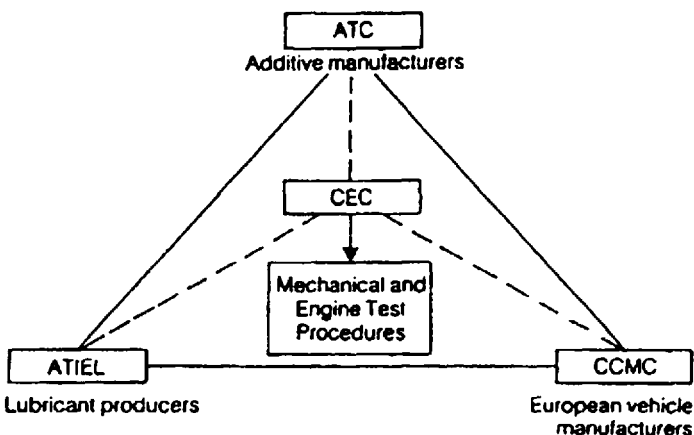 ATC
Additive manufacturers
CEC
Mechanical and
Engine Test
Procedures
ATIEL
Lubricant producers
CCMC
European vehicle
manufacturers